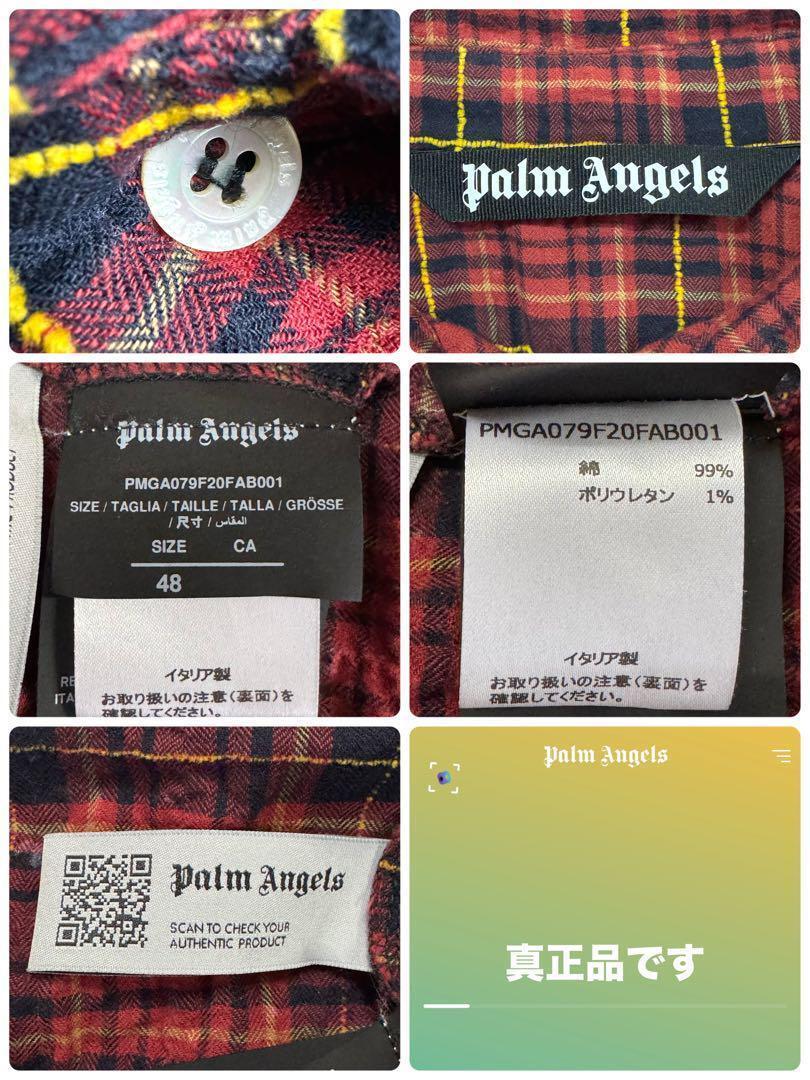 Palm Angels
Palm Angels
PMGA079F20FAB001
SIZE / TAGLIA / TAILLE / TALLA / GRÖSSE
/ 尺寸 / المقاس
SIZE CA
48
イタリア製
お取り扱いの注意(裏面)を
確認してください。
PMGA079F20FAB001
綿 99%
ポリウレタン 1%
イタリア製
お取り扱いの注意(裏面)を
確認してください。
Palm Angels
SCAN TO CHECK YOUR
AUTHENTIC PRODUCT
Palm Angels
真正品です